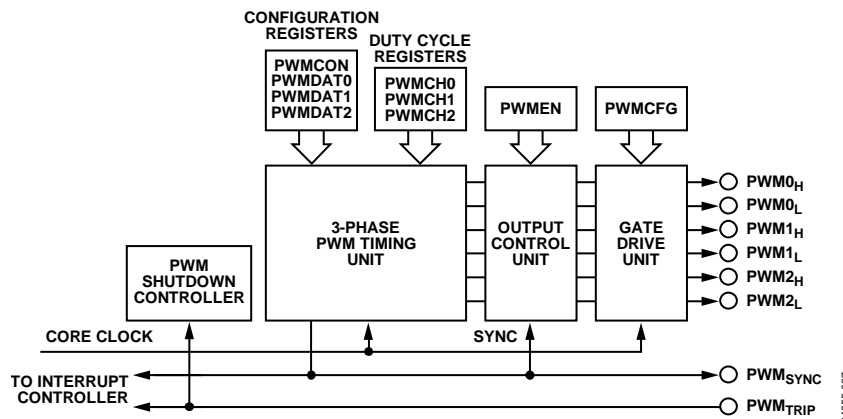 CONFIGURATION
REGISTERS
DUTY CYCLE
REGISTERS
PWMCON
PWMDAT0
PWMDAT1
PWMDAT2
PWMCH0
PWMCH1
PWMCH2
PWMEN
PWMCFG
3-PHASE
PWM TIMING
UNIT
OUTPUT
CONTROL
UNIT
GATE
DRIVE
UNIT
PWM0H
PWM0L
PWM1H
PWM1L
PWM2H
PWM2L
PWM
SHUTDOWN
CONTROLLER
CORE CLOCK
SYNC
TO INTERRUPT
CONTROLLER
PWMSYNC
PWMTRIP